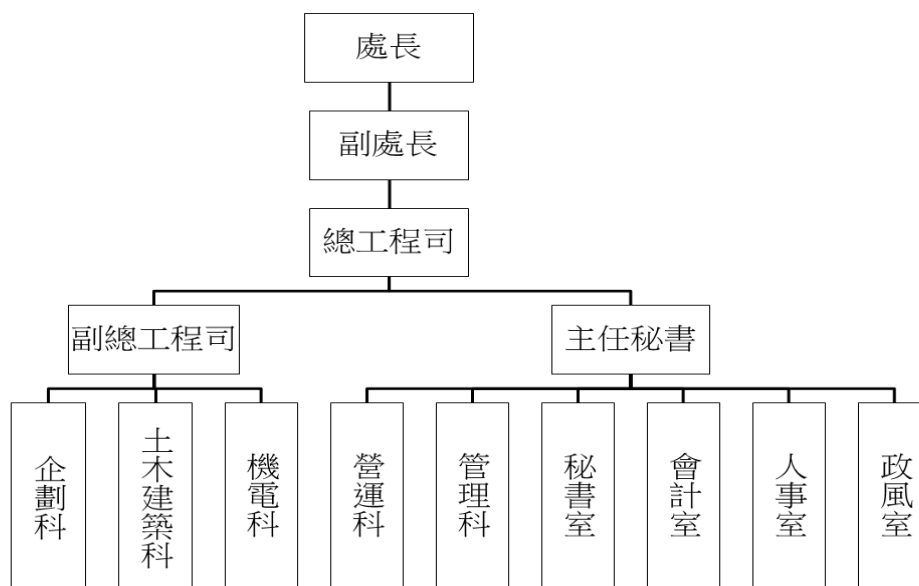 處長
副處長
總工程司
副總工程司
主任秘書
企劃科
土木建築科
機電科
營運科
管理科
秘書室
會計室
人事室
政風室